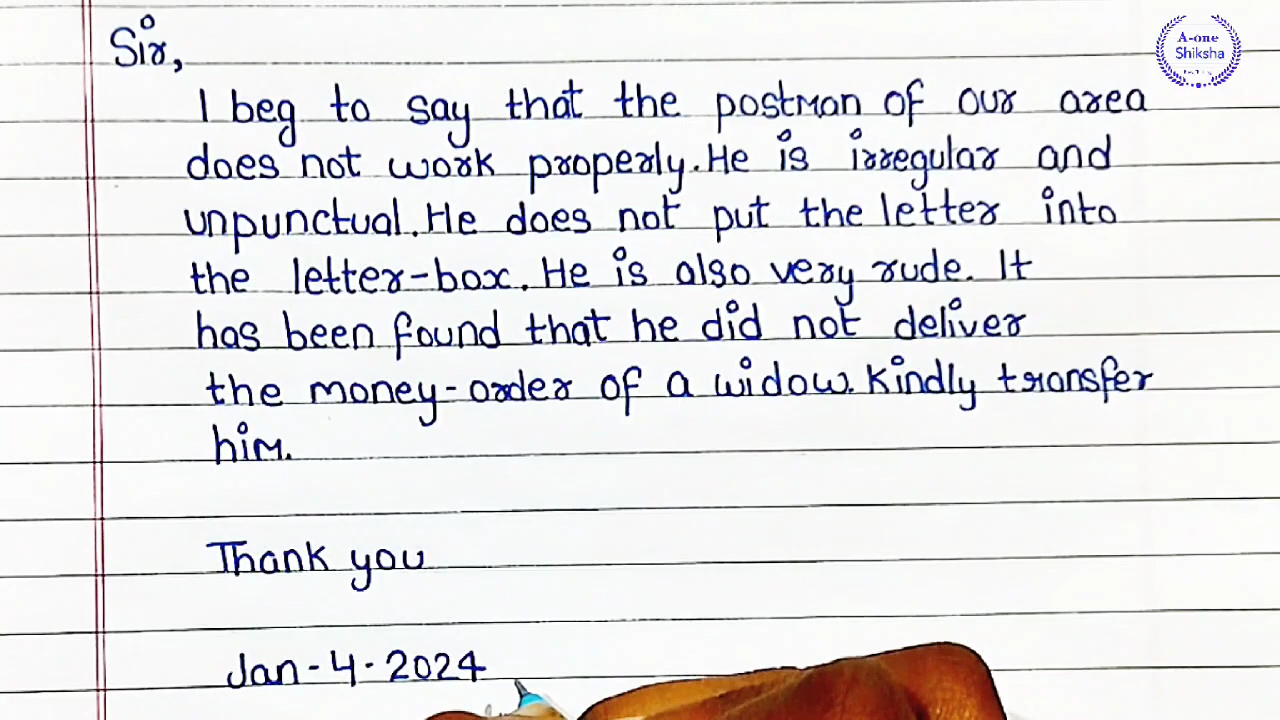 A-one
Shiksha
Sir,
I beg to say that the postman of our area
does not work properly. He is irregular and
unpunctual. He does not put the letter into
the letter-box. He is also very rude. It
has been found that he did not deliver
the money-order of a widow. Kindly transfer
him.
Thank you
Jan-4-2024